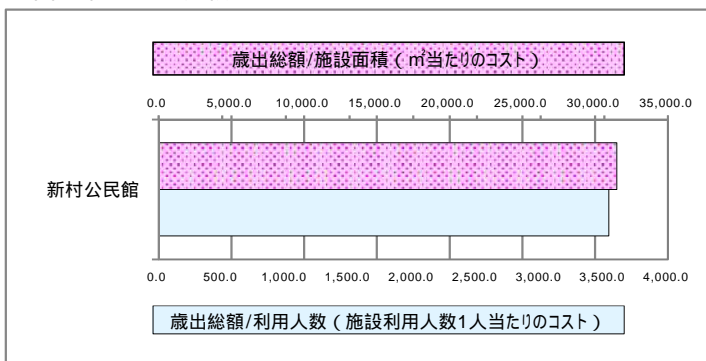 歳出総額/施設面積（㎡当たりのコスト）
0.0 5,000.0 10,000.0 15,000.0 20,000.0 25,000.0 30,000.0 35,000.0
新村公民館
0.0 500.0 1,000.0 1,500.0 2,000.0 2,500.0 3,000.0 3,500.0 4,000.0
歳出総額/利用人数（施設利用人数1人当たりのコスト）